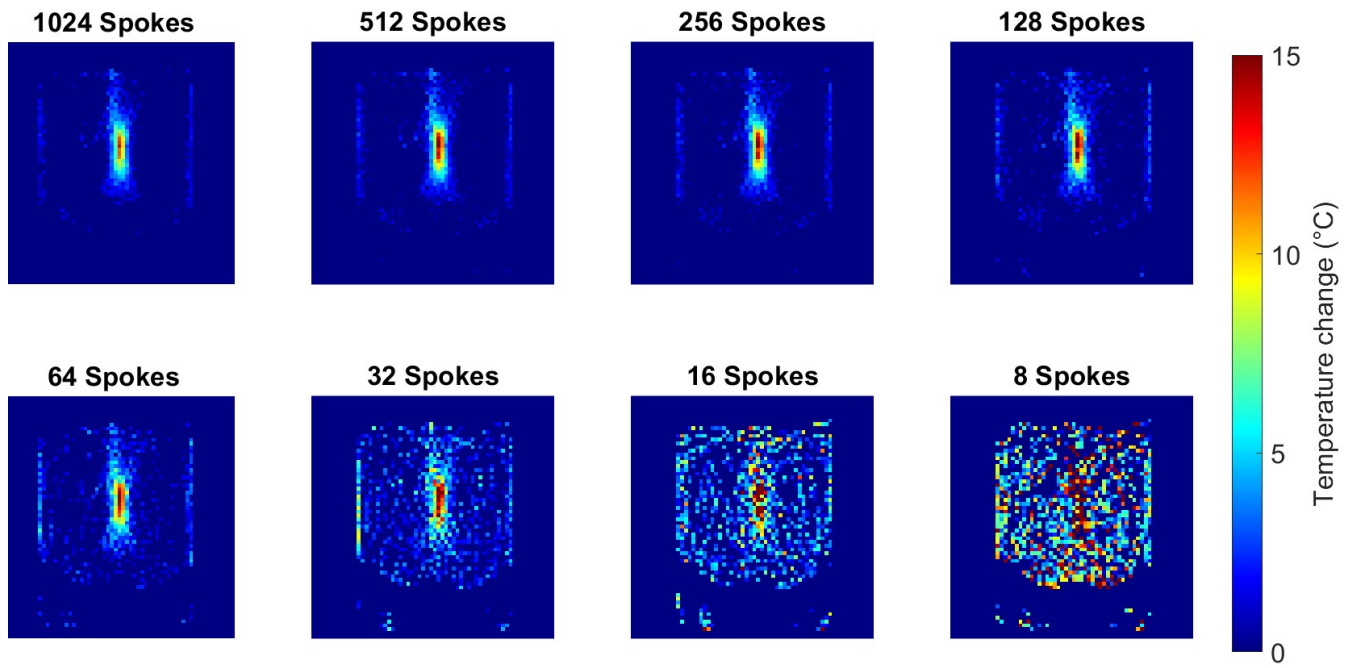 1024 Spokes
512 Spokes
256 Spokes
128 Spokes
64 Spokes
32 Spokes
16 Spokes
8 Spokes
15
10
5
0
Temperature change (°C)